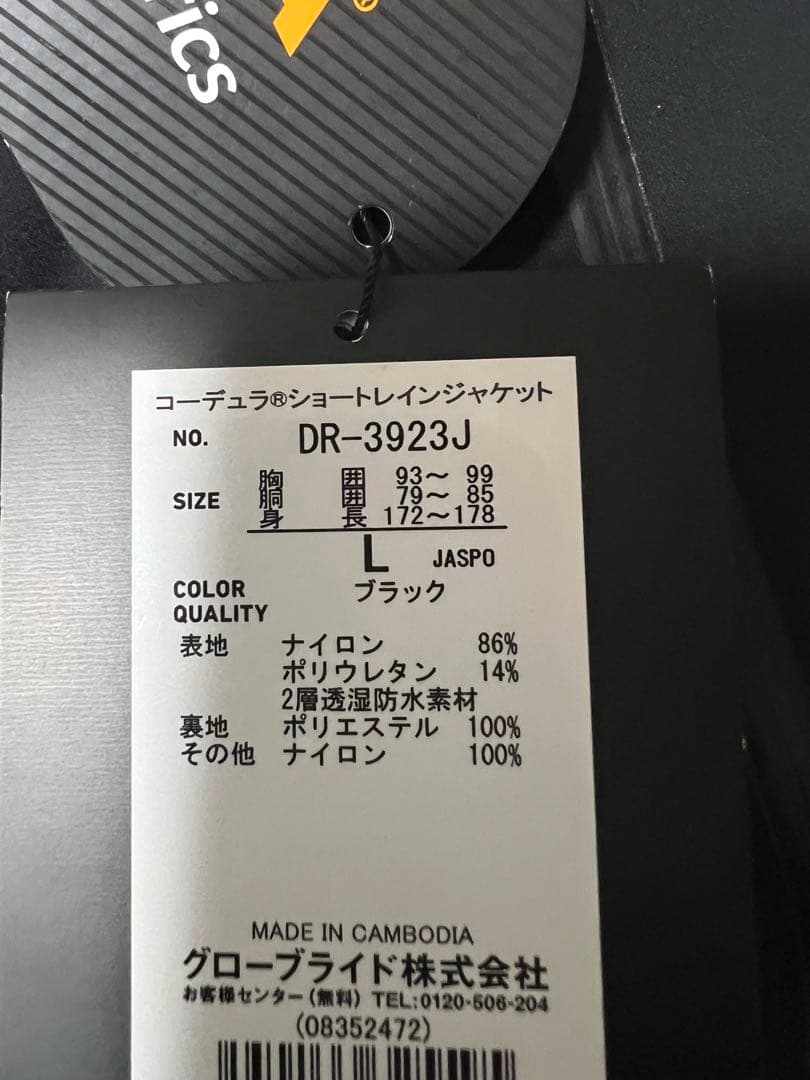 rics
®
コーデュラ®ショートレインジャケット
NO. DR-3923J
SIZE 胸 囲 93～ 99
胴 囲 79～ 85
身 長 172～178
L JASPO
COLOR ブラック
QUALITY
表地 ナイロン 86%
ポリウレタン 14%
2層透湿防水素材
裏地 ポリエステル 100%
その他 ナイロン 100%
MADE IN CAMBODIA
グローブライド株式会社
お客様センター(無料) TEL:0120-506-204
(08352472)